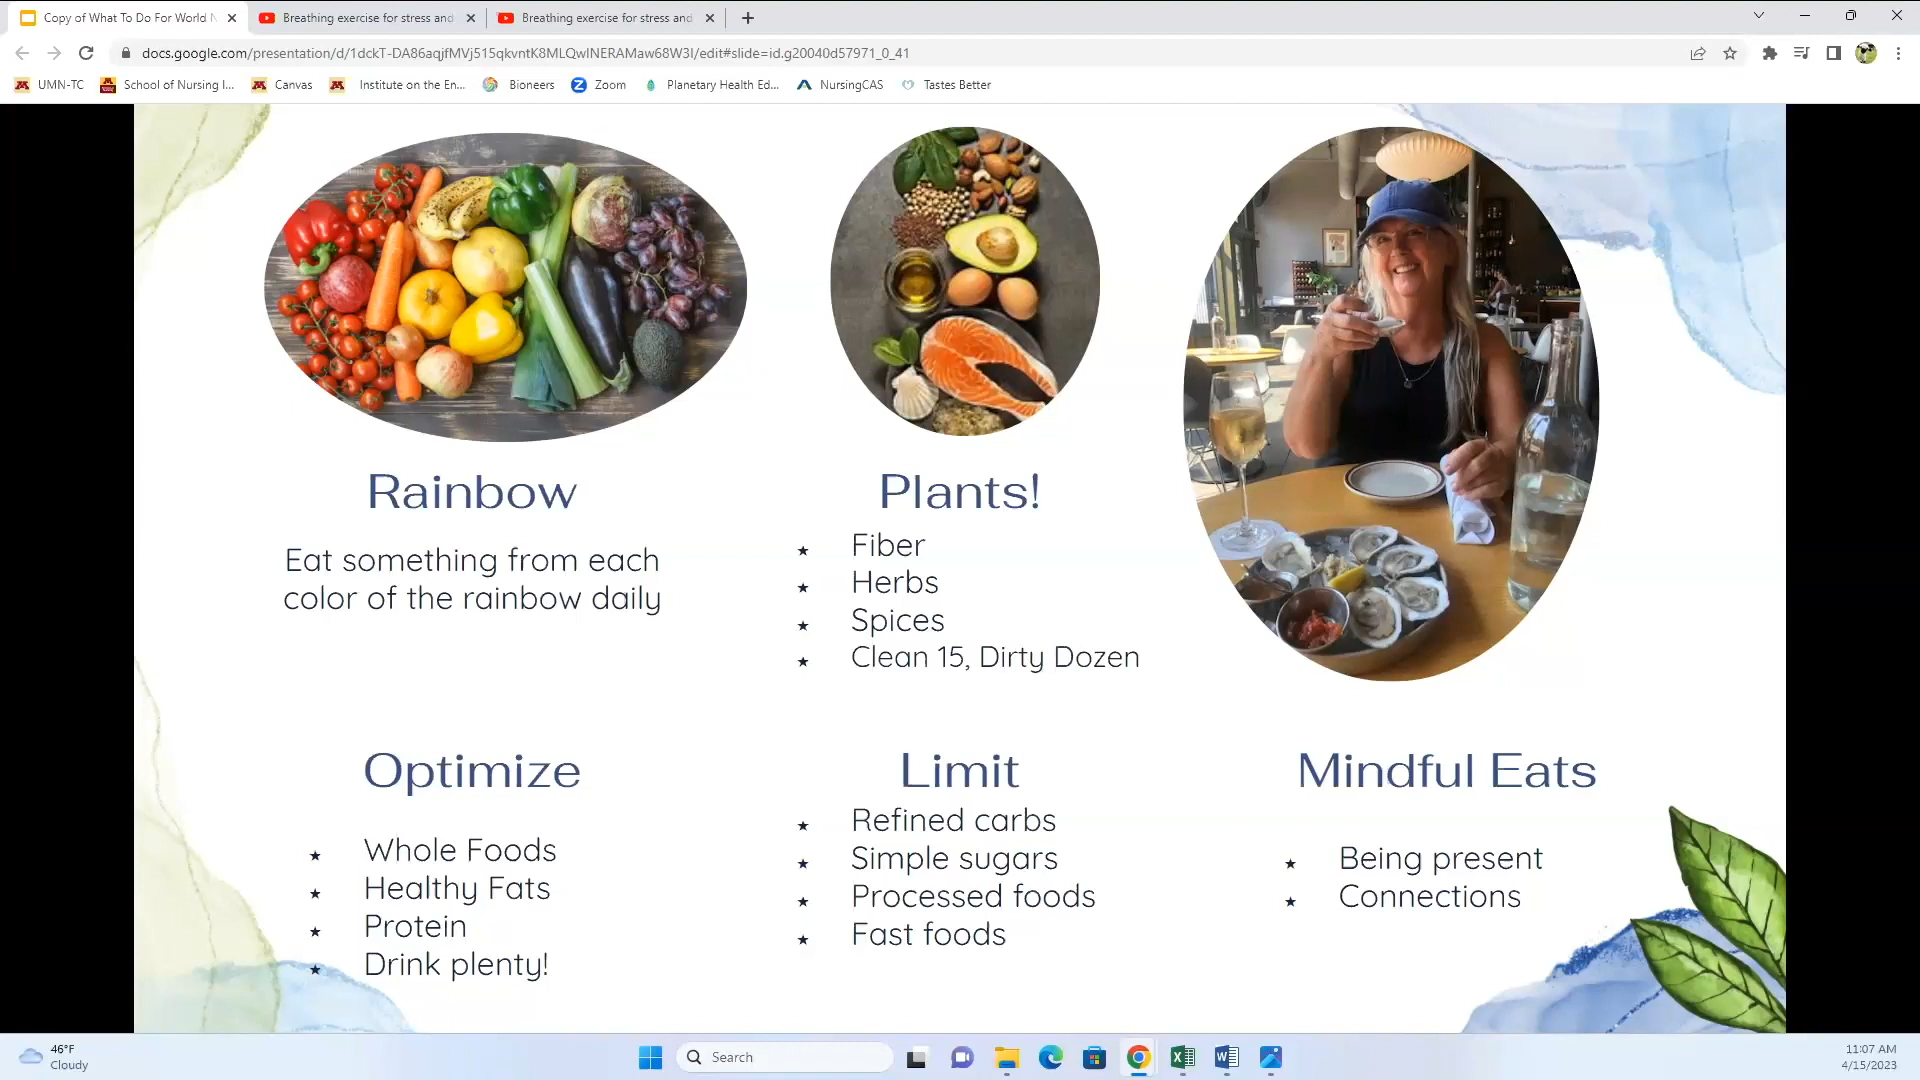 Copy of What To Do For World N
Breathing exercise for stress and
Breathing exercise for stress and
docs.google.com/presentation/d/1dckT-DA86aqjfMVj515qkvntK8MLQwlNERAMaw68W3I/edit#slide=id.g20040d57971_0_41
UMN-TC
School of Nursing I...
Canvas
Institute on the En...
Bioneers
Zoom
Planetary Health Ed...
NursingCAS
Tastes Better
Rainbow
Eat something from each
color of the rainbow daily
Plants!
Fiber
Herbs
Spices
Clean 15, Dirty Dozen
Optimize
Whole Foods
Healthy Fats
Protein
Drink plenty!
Limit
Refined carbs
Simple sugars
Processed foods
Fast foods
Mindful Eats
Being present
Connections
46°F
Cloudy
Search
11:07 AM
4/15/2023